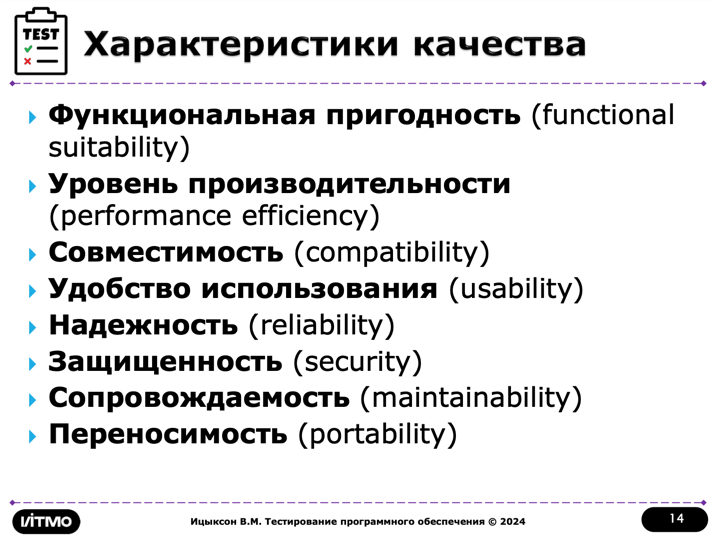 TEST
Характеристики качества
Функциональная пригодность (functional
suitability)
Уровень производительности
(performance efficiency)
Совместимость (compatibility)
Удобство использования (usability)
Надежность (reliability)
Защищенность (security)
Сопровождаемость (maintainability)
Переносимость (portability)
ITMO
Ицыксон В.М. Тестирование программного обеспечения © 2024
14